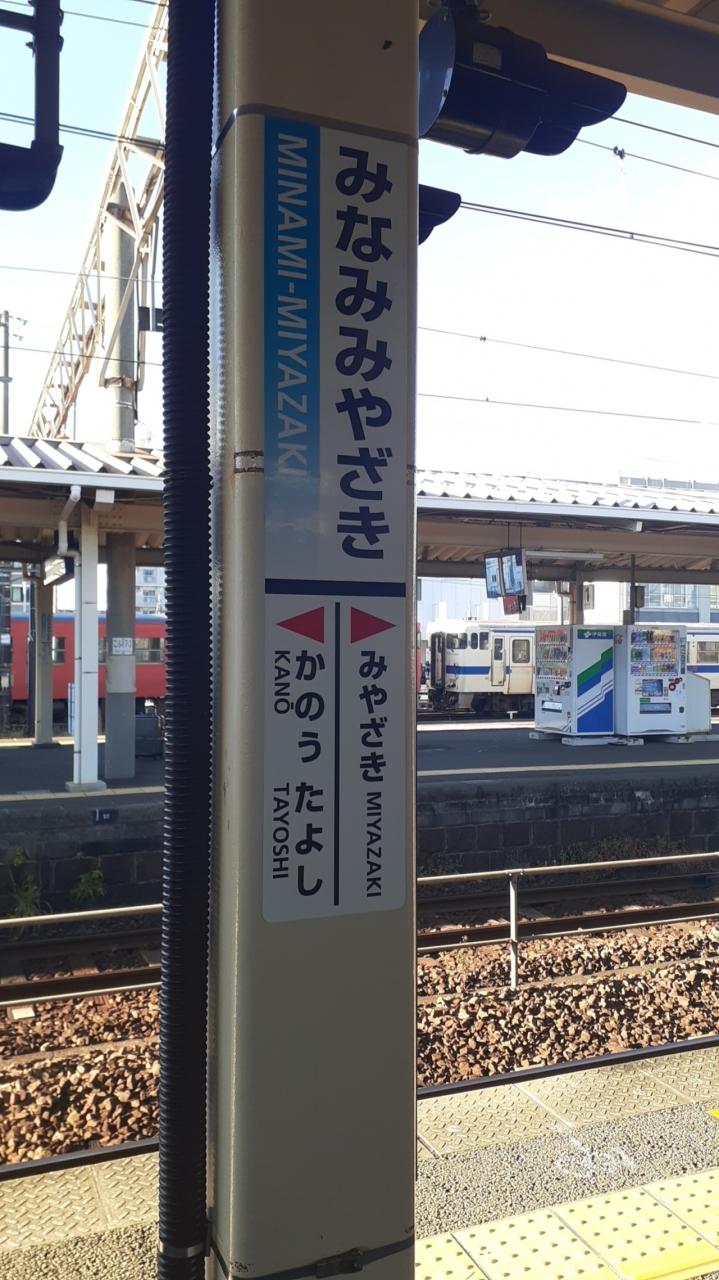 みなみみやざき
MINAMI-MIYAZAKI
みやざき MIYAZAKI
かのう たよし
KANŌ TAYOSHI